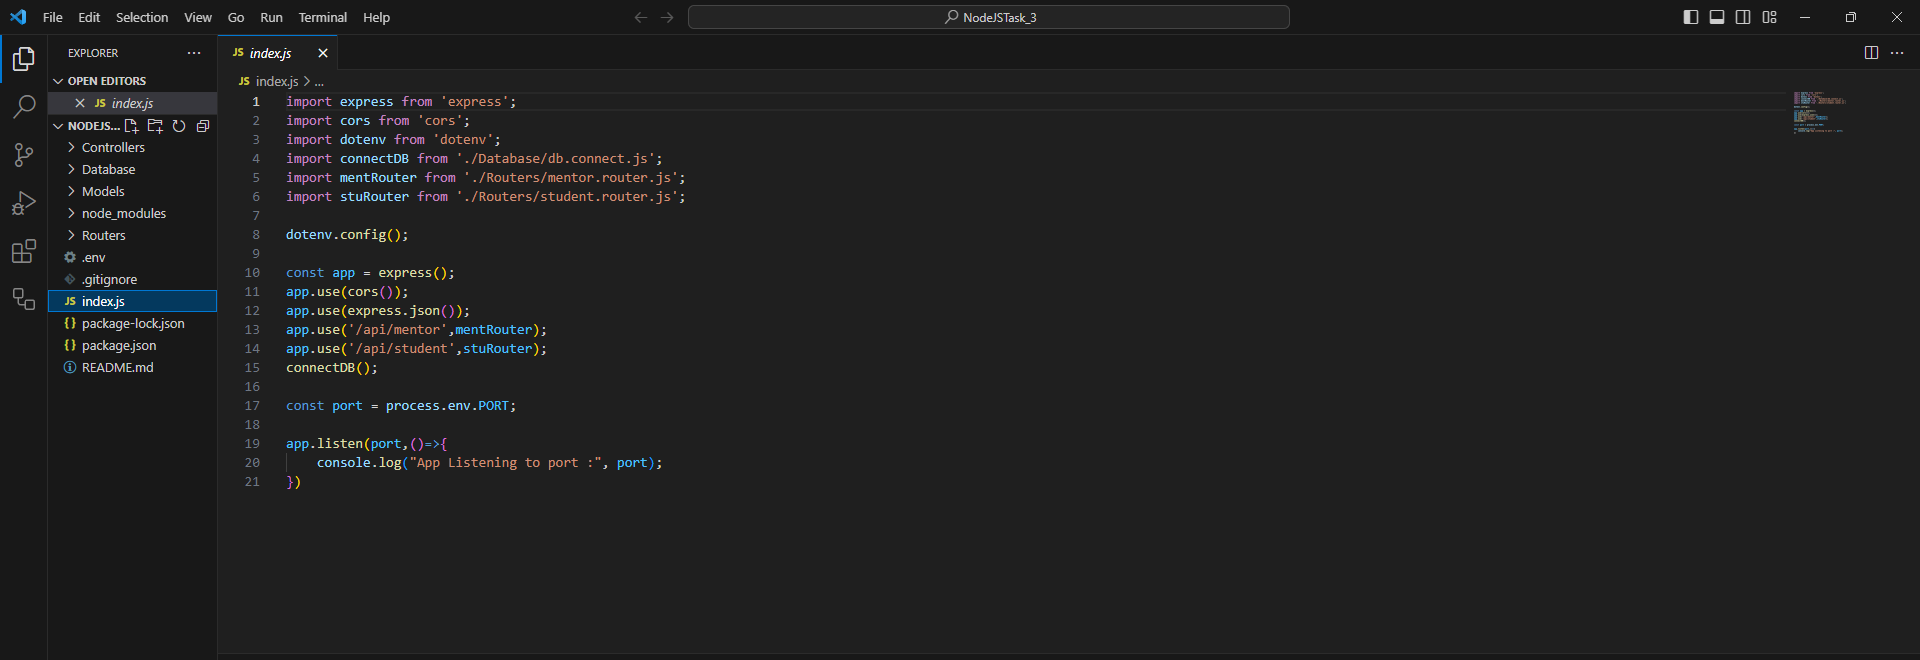 File Edit Selection View Go Run Terminal Help
NodeJSTask_3
EXPLORER
OPEN EDITORS
JS index.js
NODEJS...
Controllers
Database
Models
node_modules
Routers
.env
.gitignore
JS index.js
{} package-lock.json
{} package.json
README.md
JS index.js
JS index.js > ...
1 import express from 'express';
2 import cors from 'cors';
3 import dotenv from 'dotenv';
4 import connectDB from './Database/db.connect.js';
5 import mentRouter from './Routers/mentor.router.js';
6 import stuRouter from './Routers/student.router.js';
7
8 dotenv.config();
9
10 const app = express();
11 app.use(cors());
12 app.use(express.json());
13 app.use('/api/mentor',mentRouter);
14 app.use('/api/student',stuRouter);
15 connectDB();
16
17 const port = process.env.PORT;
18
19 app.listen(port,()=>{
20     console.log("App Listening to port :", port);
21 })